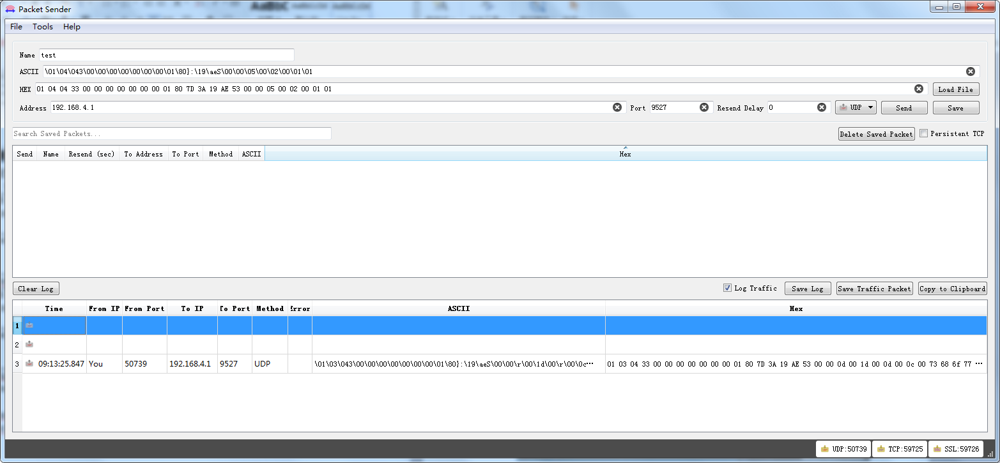 Packet Sender
File Tools Help
Name test
ASCII \01\04\043\00\00\00\00\00\00\00\01\80}:\19\aeS\00\00\05\00\02\00\01\01
HEX 01 04 04 33 00 00 00 00 00 00 00 01 80 7D 3A 19 AE 53 00 00 05 00 02 00 01 01 Load File
Address 192.168.4.1 Port 9527 Resend Delay 0 UDP Send Save
Search Saved Packets... Delete Saved Packet Persistent TCP
Send Name Resend (sec) To Address To Port Method ASCII Hex
Clear Log Log Traffic Save Log Save Traffic Packet Copy to Clipboard
Time From IP From Port To IP To Port Method Error ASCII Hex
1
2
3 09:13:25.847 You 50739 192.168.4.1 9527 UDP \01\03\043\00\00\00\00\00\00\00\01\80}:\19\aeS\00\00\r\00\1d\00\r\00\0c... 01 03 04 33 00 00 00 00 00 00 00 01 80 7D 3A 19 AE 53 00 00 0d 00 1d 00 0d 00 0c 00 73 68 6f 77 ...
UDP:50739 TCP:59725 SSL:59726